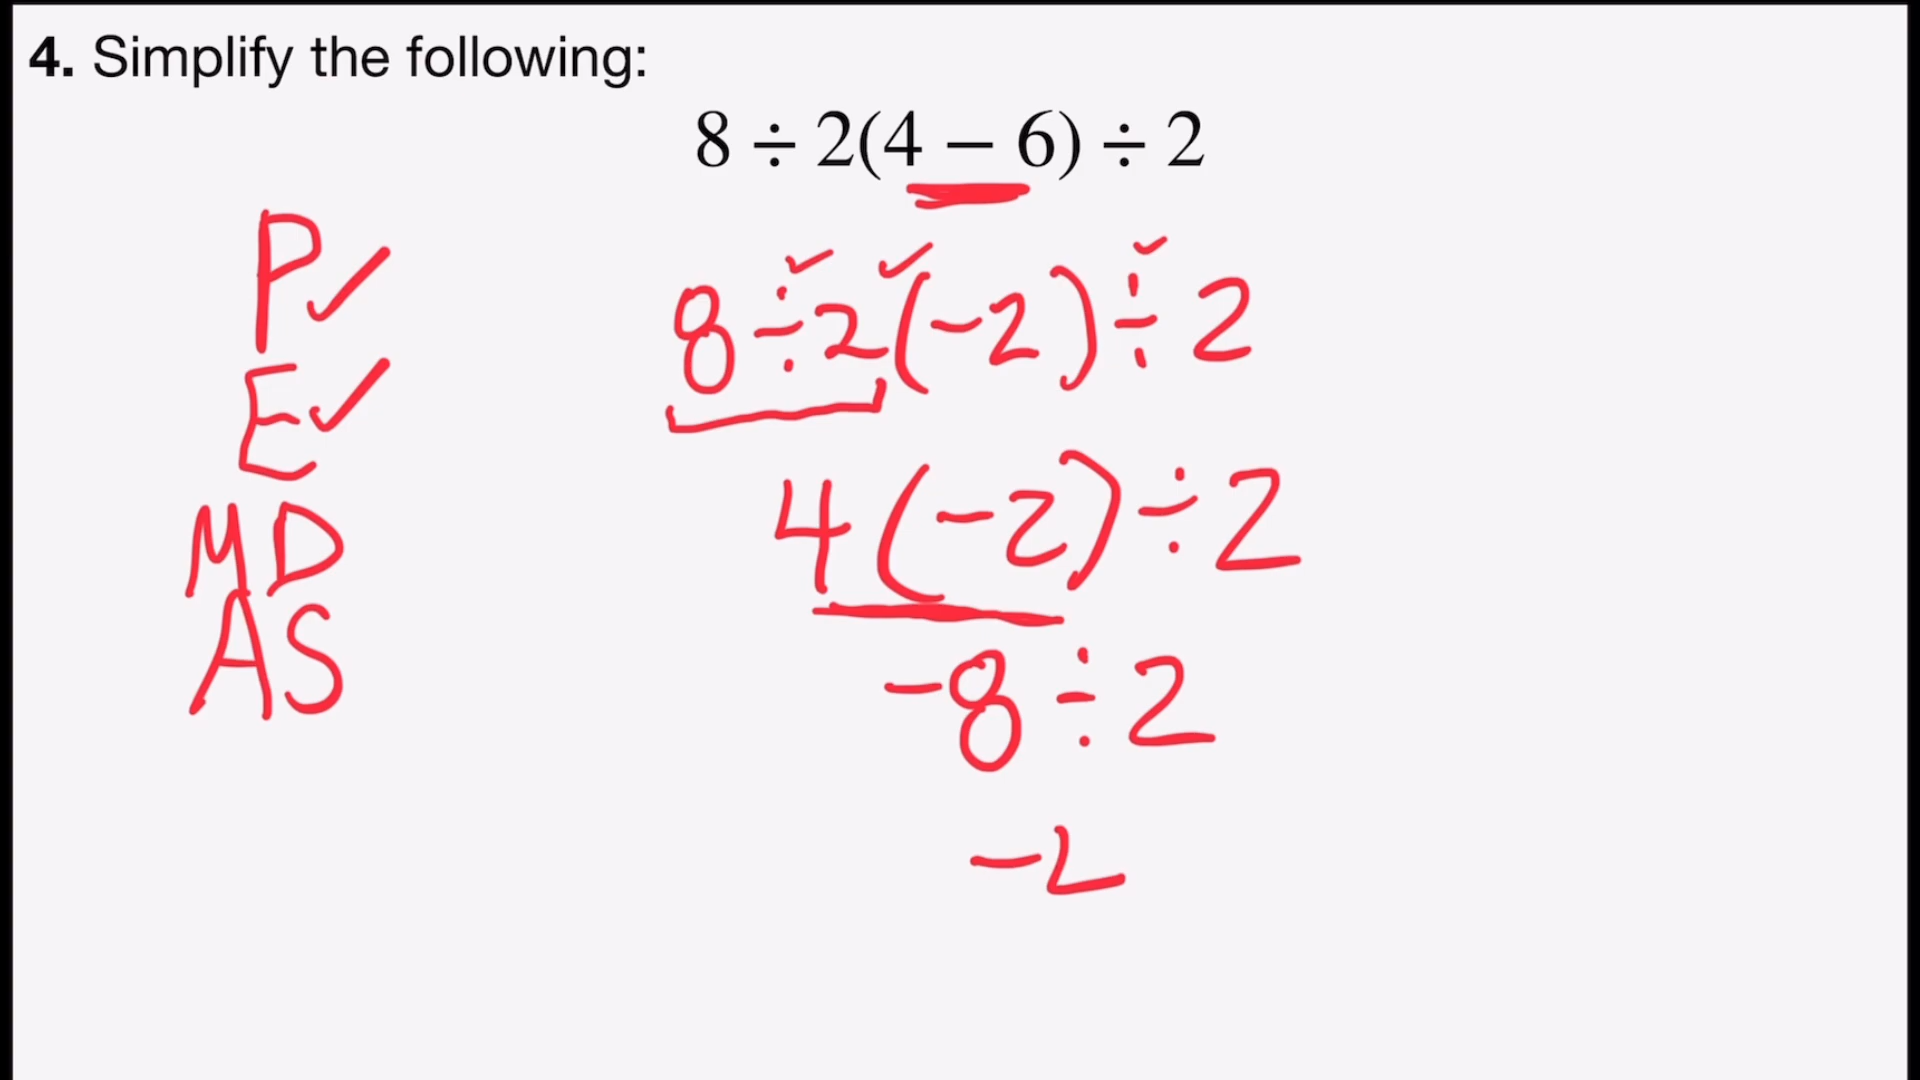 4. Simplify the following:
8 ÷ 2(4 − 6) ÷ 2
P
8 ÷ 2(-2) ÷ 2
E
4(-2) ÷ 2
MD
AS
-8 ÷ 2
-2